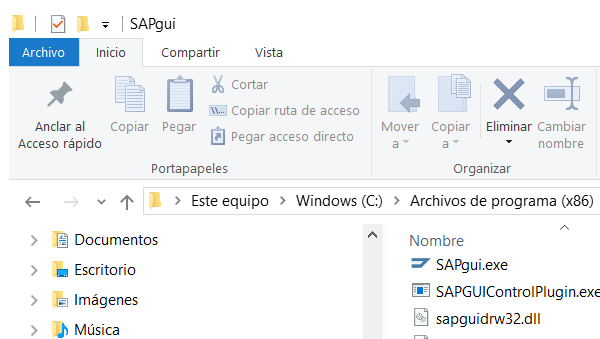 SAPgui
Archivo Inicio Compartir Vista
Anclar al Acceso rápido
Copiar
Pegar
Cortar
Copiar ruta de acceso
Pegar acceso directo
Mover a
Copiar a
Eliminar
Cambiar nombre
Portapapeles
Organizar
Este equipo > Windows (C:) > Archivos de programa (x86)
Documentos
Escritorio
Imágenes
Música
Nombre
SAPgui.exe
SAPGUIControlPlugin.exe
sapguidrw32.dll